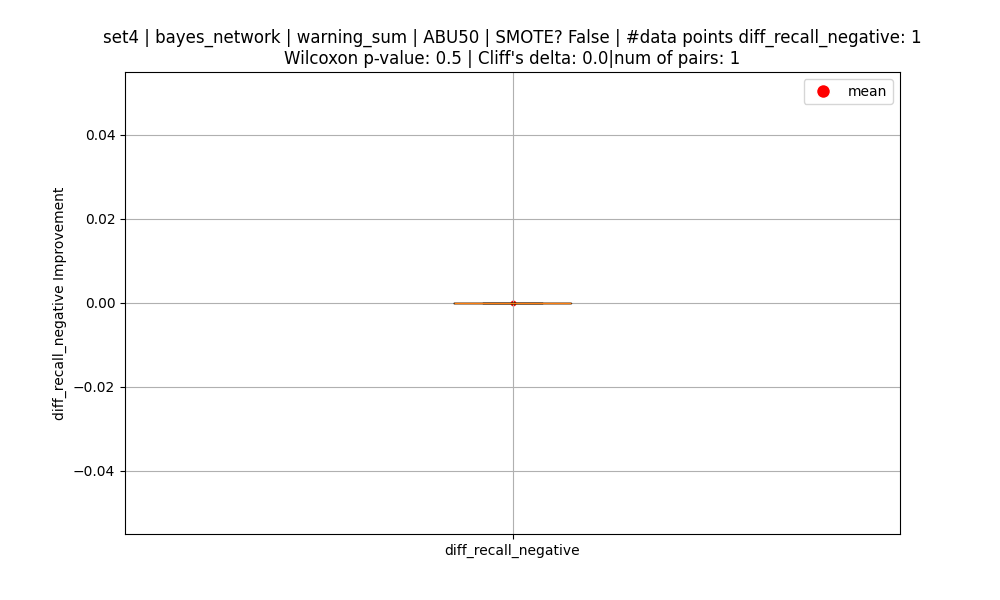 set4 | bayes_network | warning_sum | ABU50 | SMOTE? False | #data points diff_recall_negative: 1
Wilcoxon p-value: 0.5 | Cliff's delta: 0.0|num of pairs: 1
mean
diff_recall_negative Improvement
0.04
0.02
0.00
−0.02
−0.04
diff_recall_negative